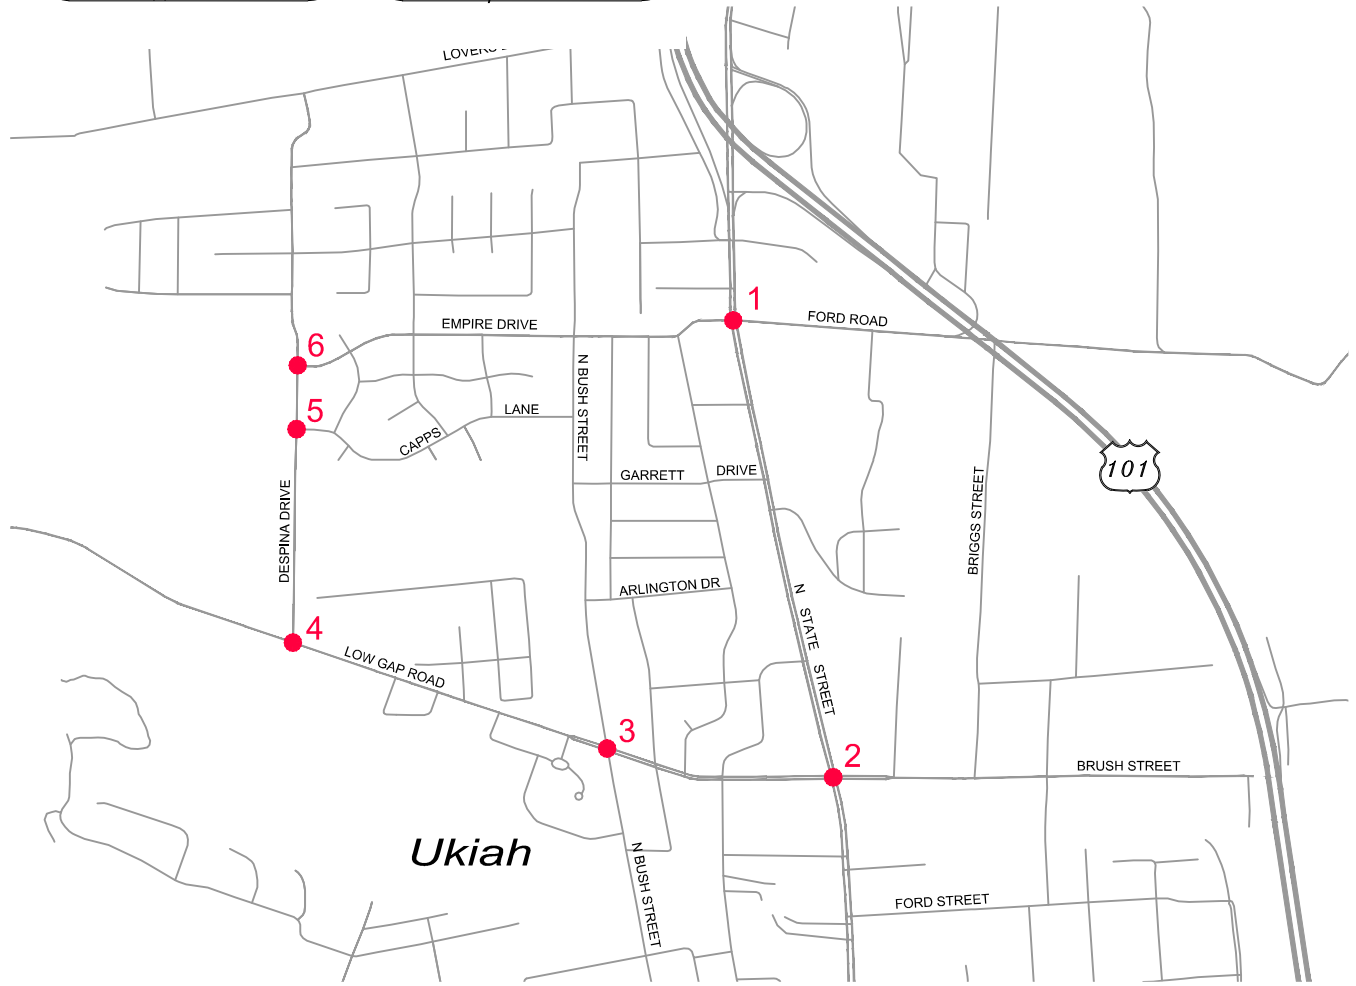 1
EMPIRE DRIVE
FORD ROAD
6
N BUSH STREET
5
LANE
CAPPS
101
GARRETT
DRIVE
BRIGGS STREET
DESPINA DRIVE
ARLINGTON DR
N STATE STREET
4
LOW GAP ROAD
3
2
BRUSH STREET
Ukiah
N BUSH STREET
FORD STREET